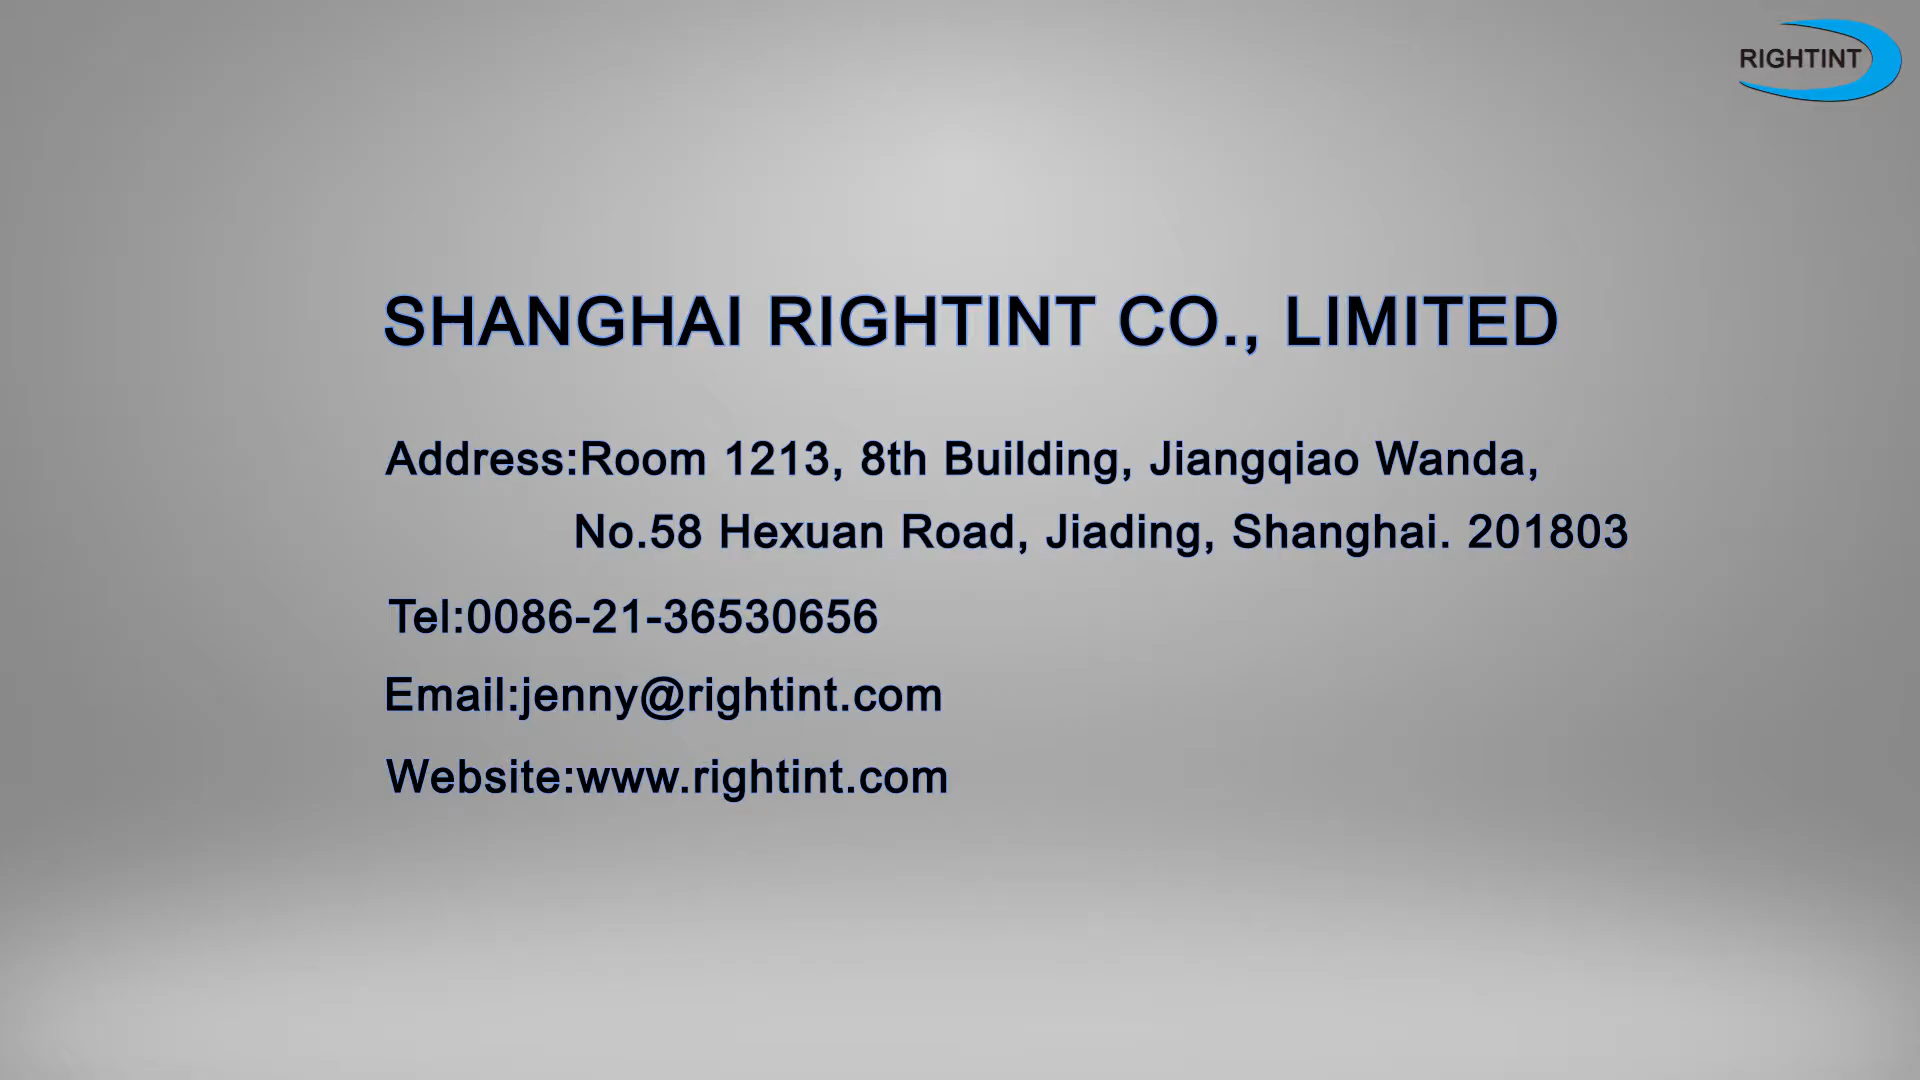 RIGHTINT
SHANGHAI RIGHTINT CO., LIMITED
Address:Room 1213, 8th Building, Jiangqiao Wanda,
No.58 Hexuan Road, Jiading, Shanghai. 201803
Tel:0086-21-36530656
Email:jenny@rightint.com
Website:www.rightint.com